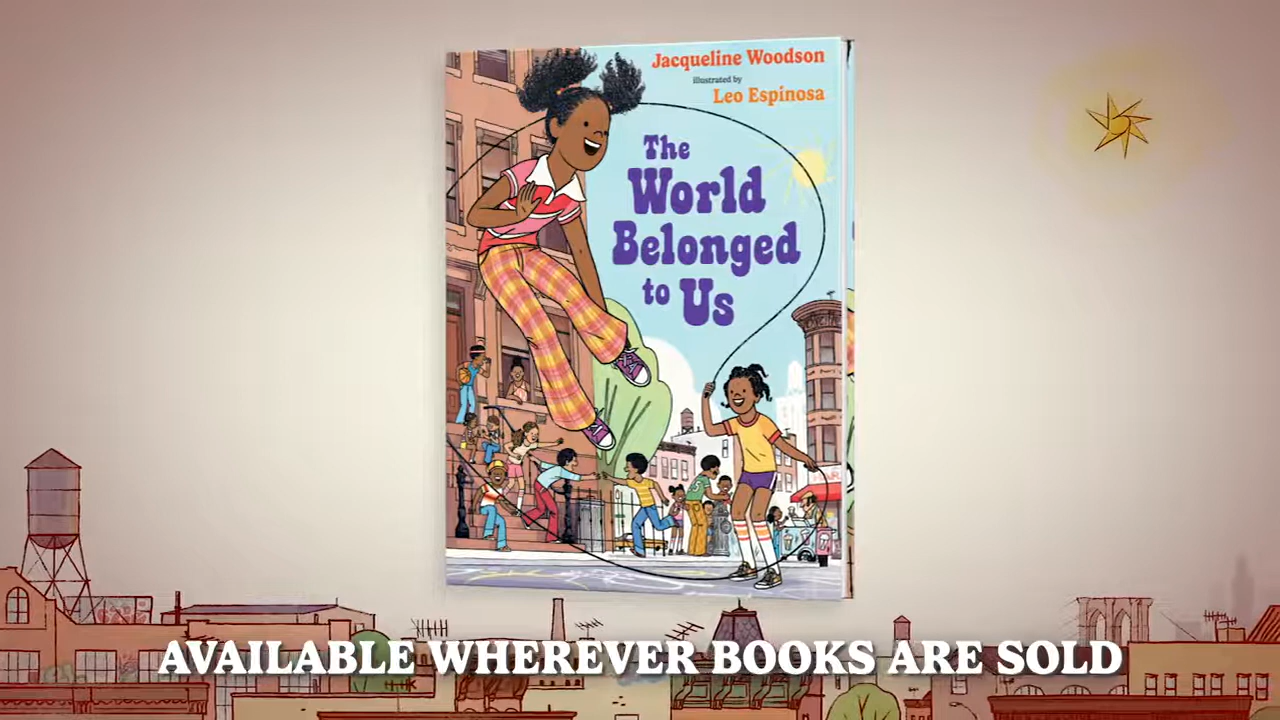 Jacqueline Woodson
illustrated by
Leo Espinosa
The
World
Belonged
to Us
AVAILABLE WHEREVER BOOKS ARE SOLD